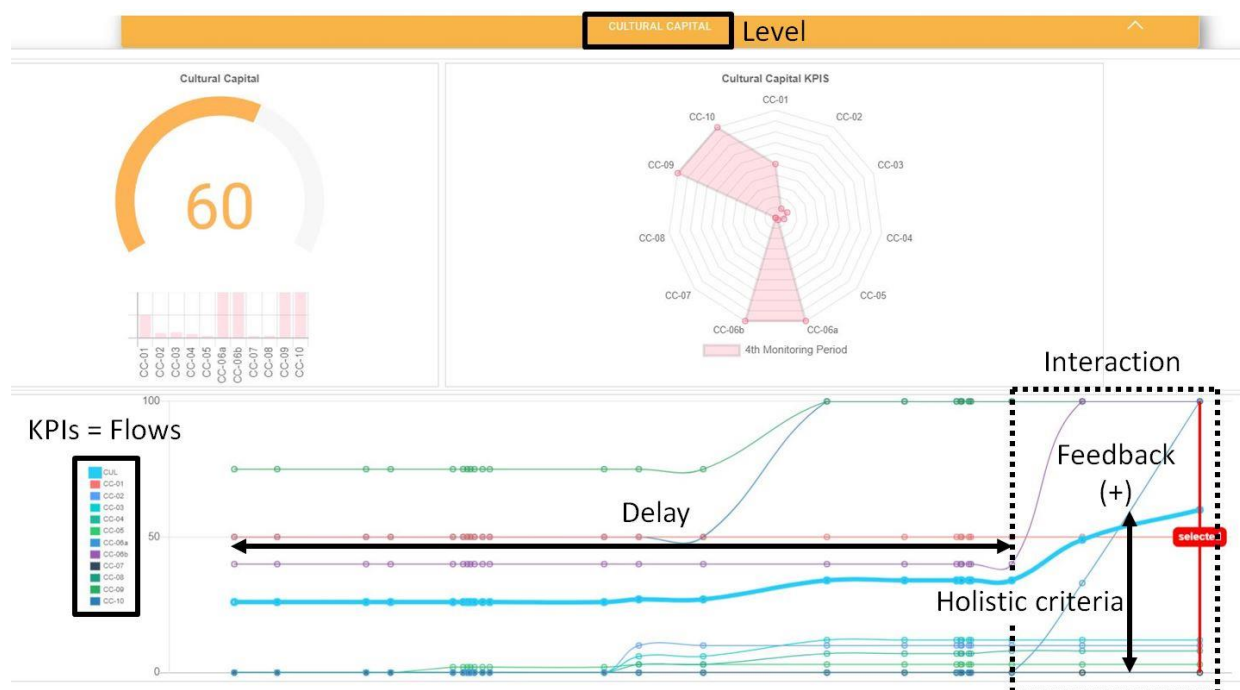 CULTURAL CAPITAL
Level
Cultural Capital
60
CC-01
CC-02
CC-03
CC-04
CC-05
CC-06a
CC-06b
CC-07
CC-08
CC-09
CC-10
Cultural Capital KPIS
CC-01
CC-02
CC-03
CC-04
CC-05
CC-06a
CC-06b
CC-07
CC-08
CC-09
CC-10
4th Monitoring Period
Interaction
100
KPIs = Flows
CUL
CC-01
CC-02
CC-03
CC-04
CC-05
CC-06a
CC-06b
CC-07
CC-08
CC-09
CC-10
Feedback
(+)
Delay
50
selecte
Holistic criteria
0